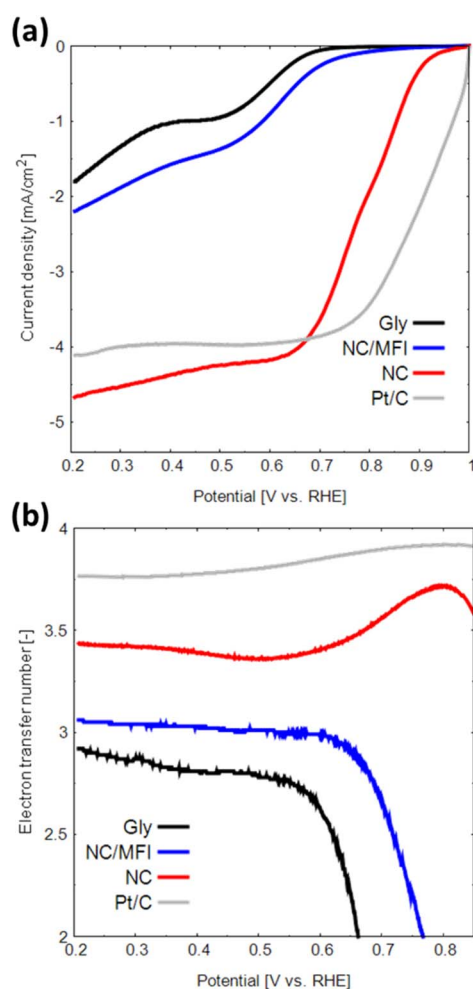 (a)
0
-1
-2
-3
-4
-5
Current density [mA/cm²]
Gly
NC/MFI
NC
Pt/C
0.2 0.3 0.4 0.5 0.6 0.7 0.8 0.9 1
Potential [V vs. RHE]
(b)
4
3.5
3
2.5
2
Electron transfer number [-]
Gly
NC/MFI
NC
Pt/C
0.2 0.3 0.4 0.5 0.6 0.7 0.8
Potential [V vs. RHE]